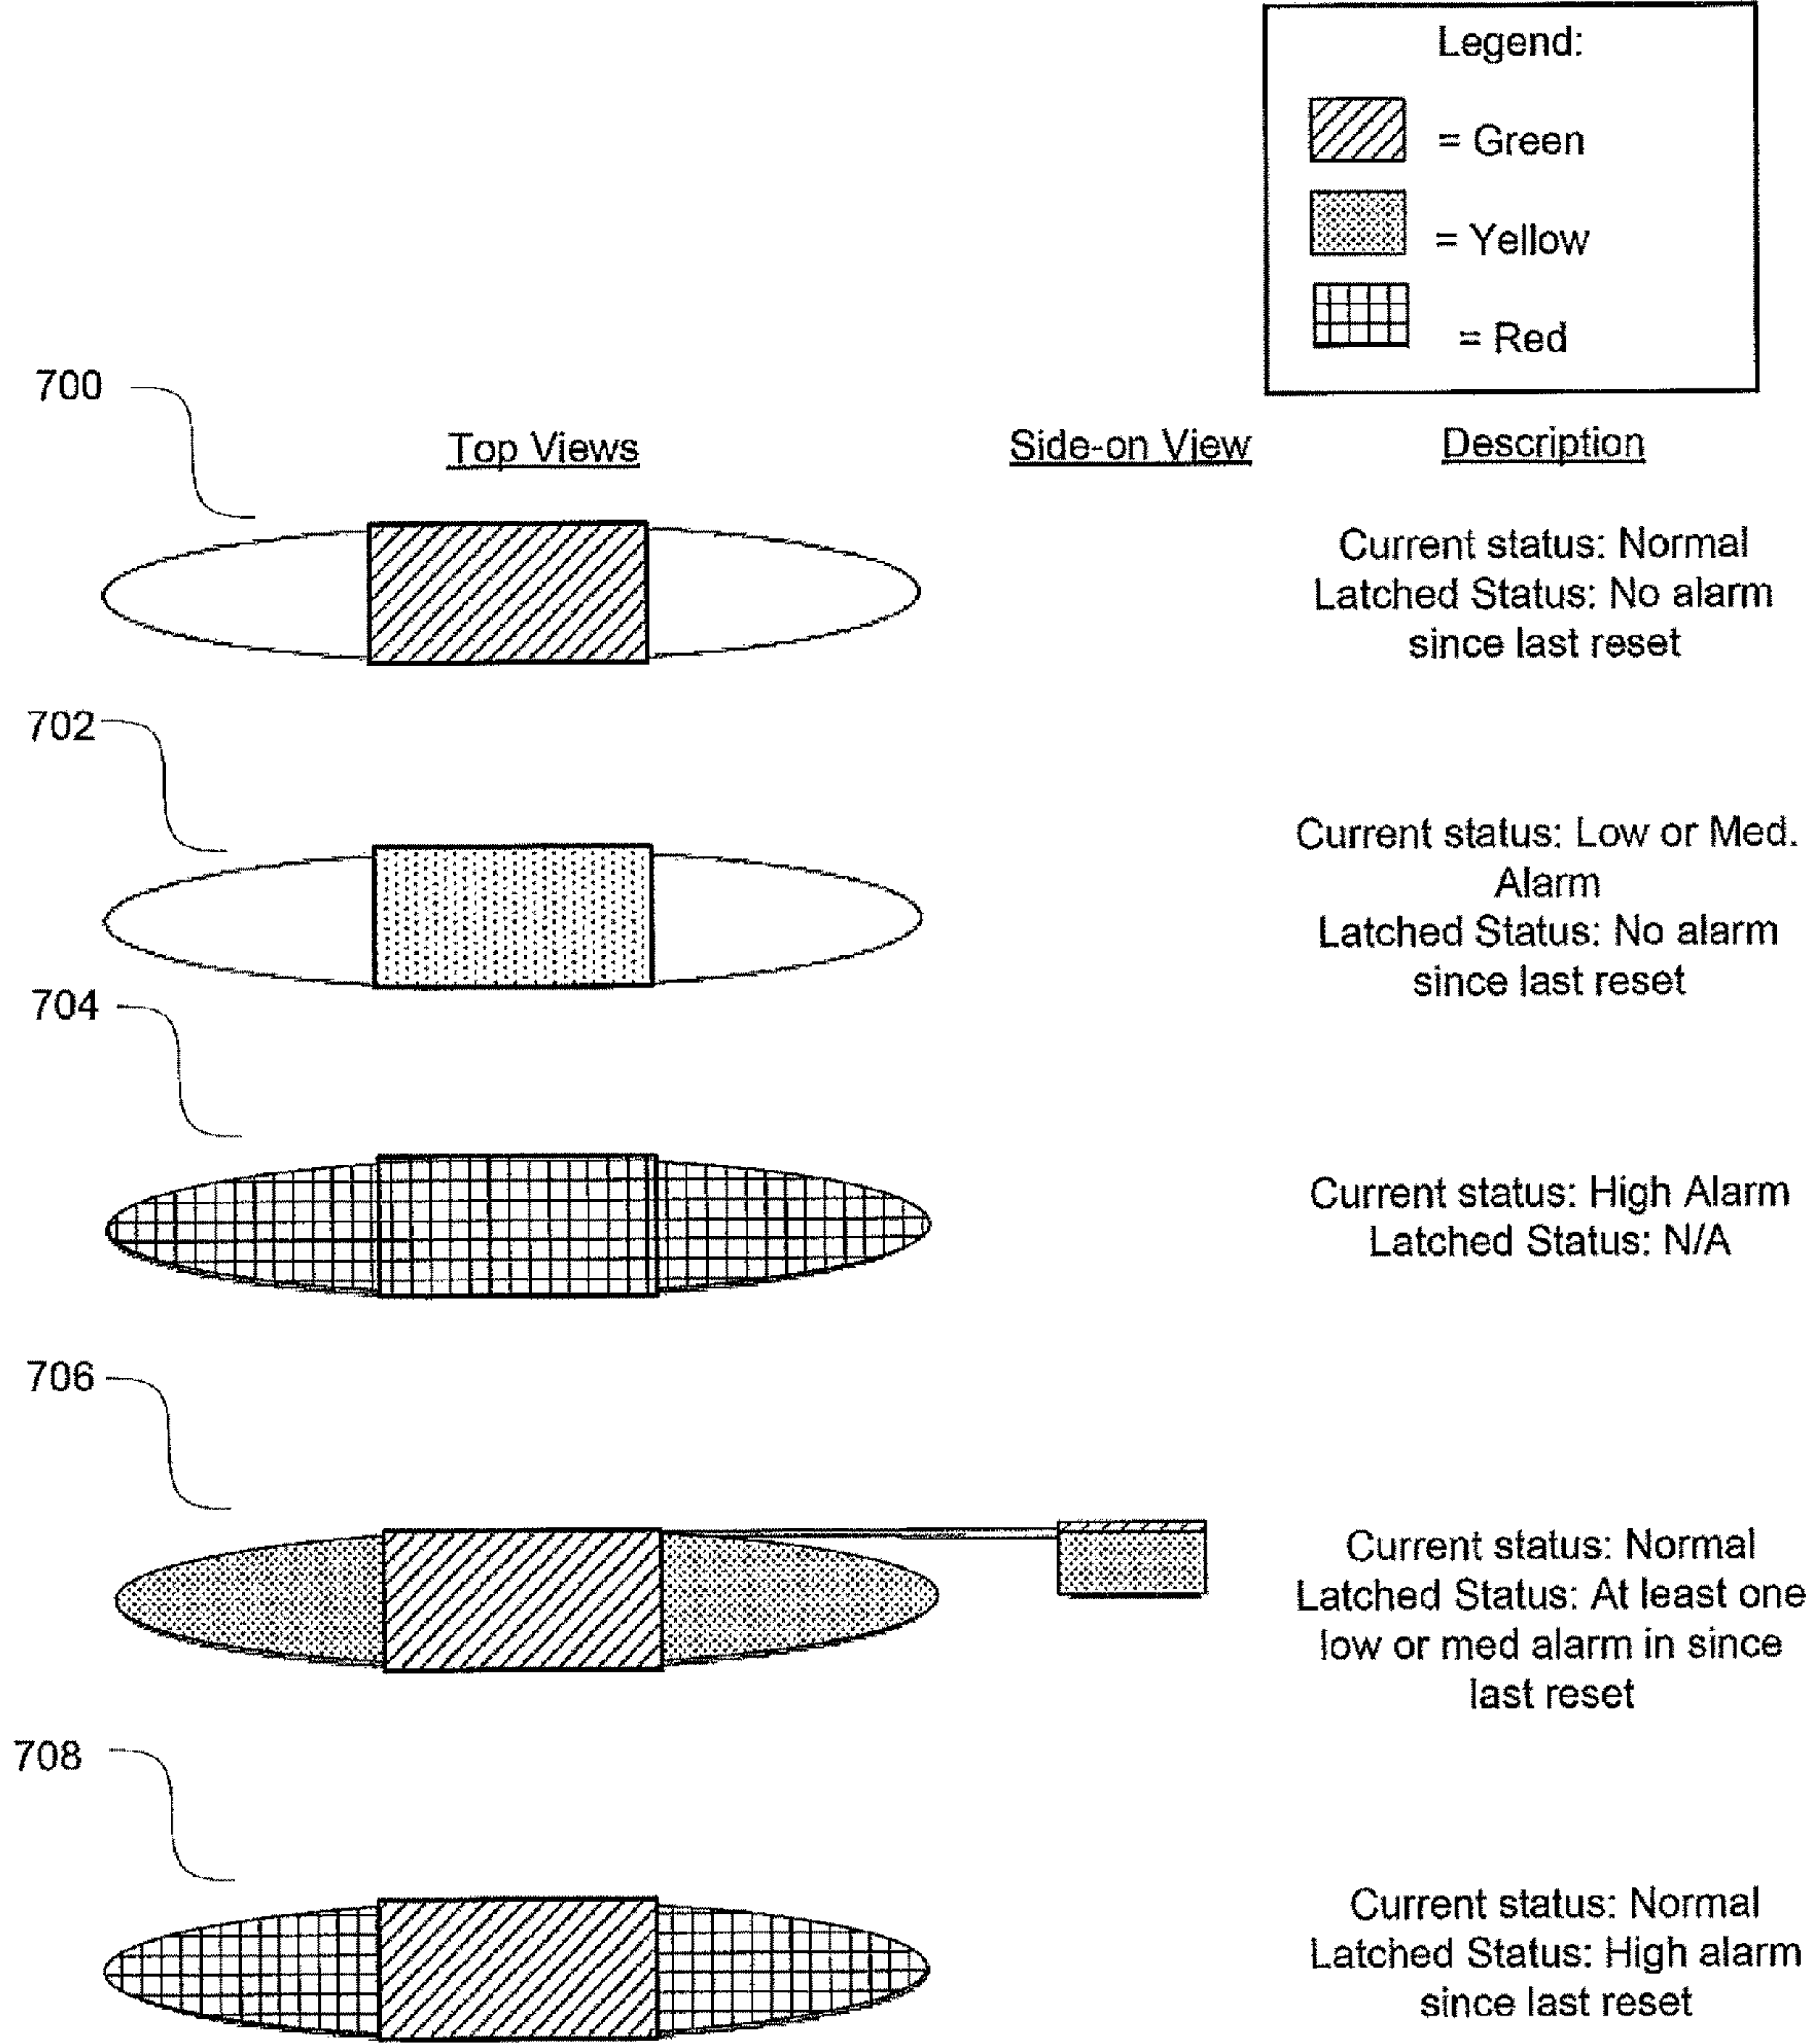 Legend:
= Green
= Yellow
= Red
700
Top Views
Side-on View
Description
Current status: Normal
Latched Status: No alarm
since last reset
702
Current status: Low or Med.
Alarm
Latched Status: No alarm
since last reset
704
Current status: High Alarm
Latched Status: N/A
706
Current status: Normal
Latched Status: At least one
low or med alarm in since
last reset
708
Current status: Normal
Latched Status: High alarm
since last reset